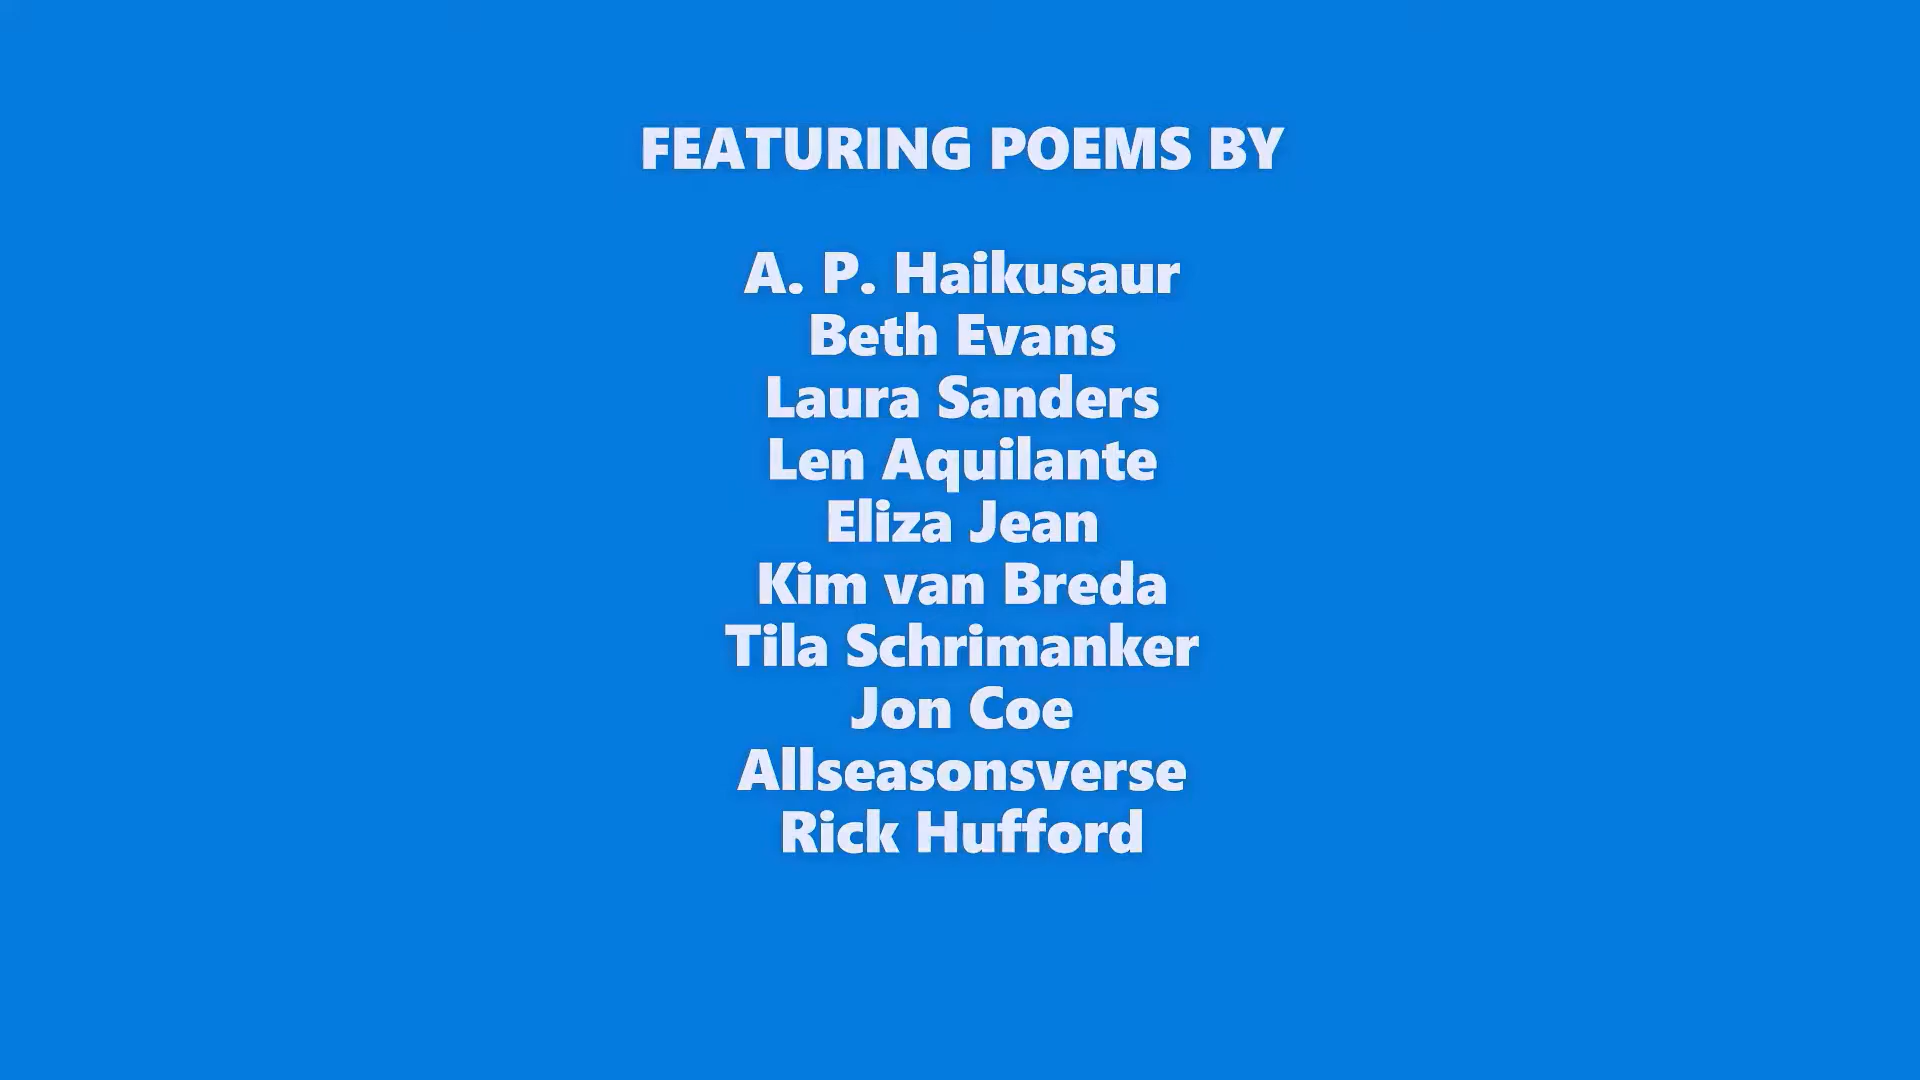 FEATURING POEMS BY
A. P. Haikusaur
Beth Evans
Laura Sanders
Len Aquilante
Eliza Jean
Kim van Breda
Tila Schrimanker
Jon Coe
Allseasonsverse
Rick Hufford